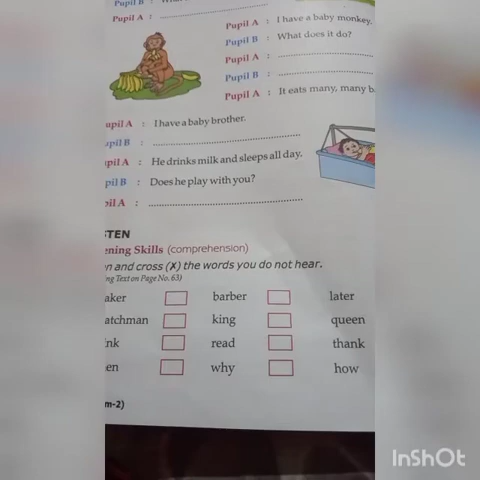 Pupil B :
Pupil A : ............................
Pupil A : I have a baby monkey.
Pupil B : What does it do?
Pupil A : ............................
Pupil B : ............................
Pupil A : It eats many, many b
upil A : I have a baby brother.
upil B : ............................
upil A : He drinks milk and sleeps all day.
pil B : Does he play with you?
pil A : ............................
STEN
ening Skills (comprehension)
n and cross (✗) the words you do not hear.
ng Text on Page No. 63)
aker barber later
atchman king queen
nk read thank
en why how
m-2)
InShOt